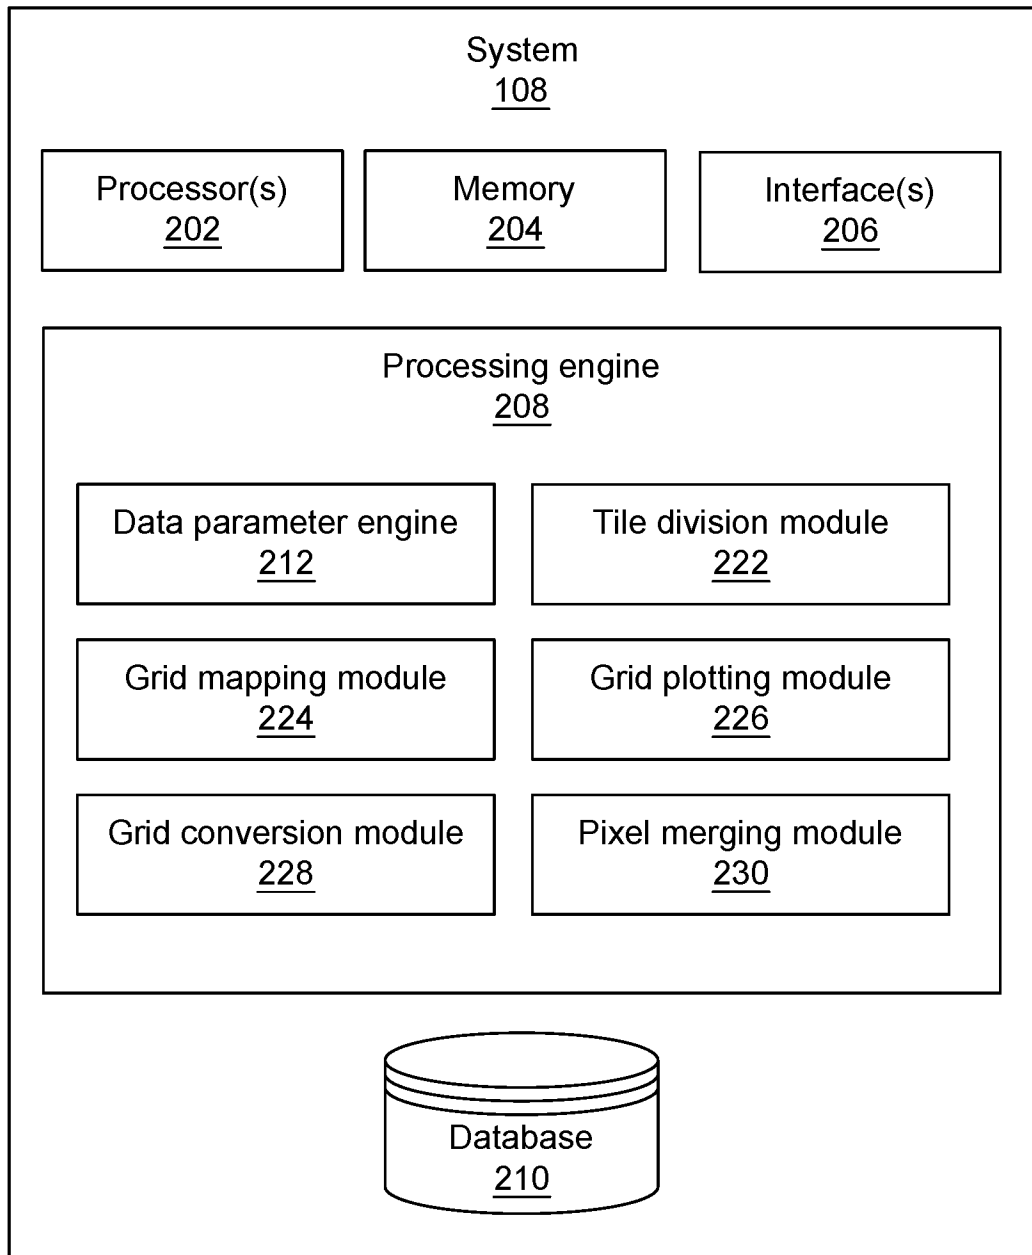 System
108
Processor(s)
202
Memory
204
Interface(s)
206
Processing engine
208
Data parameter engine
212
Tile division module
222
Grid mapping module
224
Grid plotting module
226
Grid conversion module
228
Pixel merging module
230
Database
210